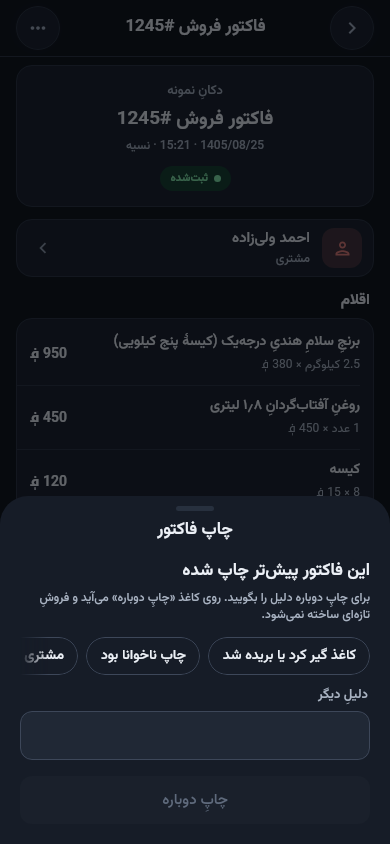 فاکتور فروش #1245
دکانِ نمونه
فاکتور فروش #1245
1405/08/25 · 15:21 · نسیه
ثبت‌شده
احمد ولی‌زاده
مشتری
اقلام
برنجِ سلامِ هندیِ درجه‌یک (کیسهٔ پنج کیلویی)
950 ؋
2.5 کیلوگرم × 380 ؋
روغنِ آفتاب‌گردانِ ۱٫۸ لیتری
450 ؋
1 عدد × 450 ؋
کیسه
120 ؋
8 × 15 ؋
چاپ فاکتور
این فاکتور پیش‌تر چاپ شده
برای چاپِ دوباره دلیل را بگویید. روی کاغذ «چاپِ دوباره» می‌آید و فروشِ
تازه‌ای ساخته نمی‌شود.
کاغذ گیر کرد یا بریده شد
چاپ ناخوانا بود
مشتری
دلیلِ دیگر
چاپِ دوباره